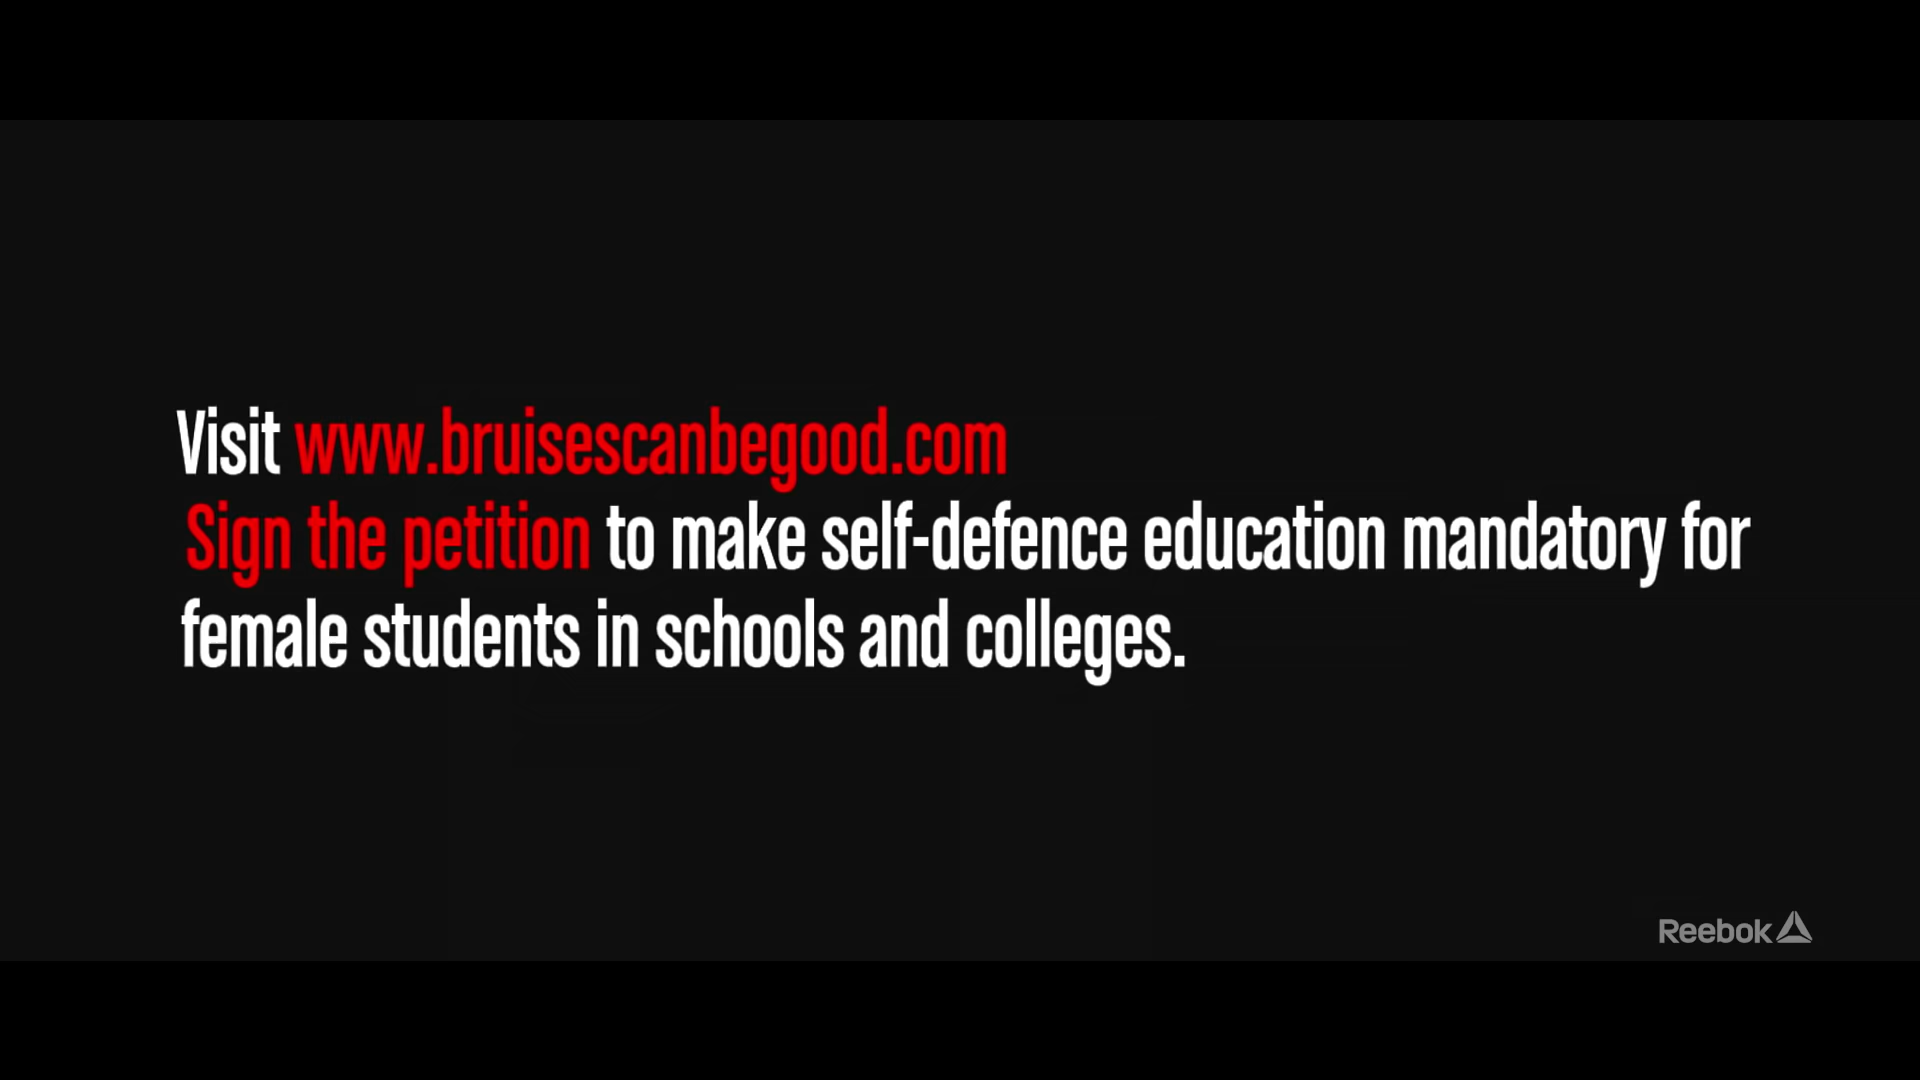 Visit www.bruisescanbegood.com
Sign the petition to make self-defence education mandatory for
female students in schools and colleges.
Reebok